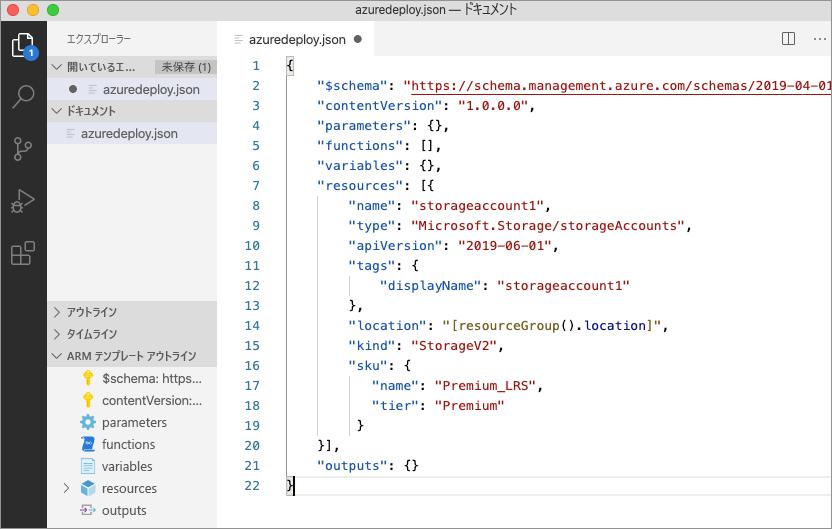 azuredeploy.json — ドキュメント
エクスプローラー
開いているエ... 未保存 (1)
azuredeploy.json
ドキュメント
azuredeploy.json
アウトライン
タイムライン
ARM テンプレート アウトライン
$schema: https...
contentVersion:...
parameters
functions
variables
resources
outputs
1
azuredeploy.json
1 {
2 "$schema": "https://schema.management.azure.com/schemas/2019-04-01
3 "contentVersion": "1.0.0.0",
4 "parameters": {},
5 "functions": [],
6 "variables": {},
7 "resources": [{
8 "name": "storageaccount1",
9 "type": "Microsoft.Storage/storageAccounts",
10 "apiVersion": "2019-06-01",
11 "tags": {
12 "displayName": "storageaccount1"
13 },
14 "location": "[resourceGroup().location]",
15 "kind": "StorageV2",
16 "sku": {
17 "name": "Premium_LRS",
18 "tier": "Premium"
19 }
20 }],
21 "outputs": {}
22 }